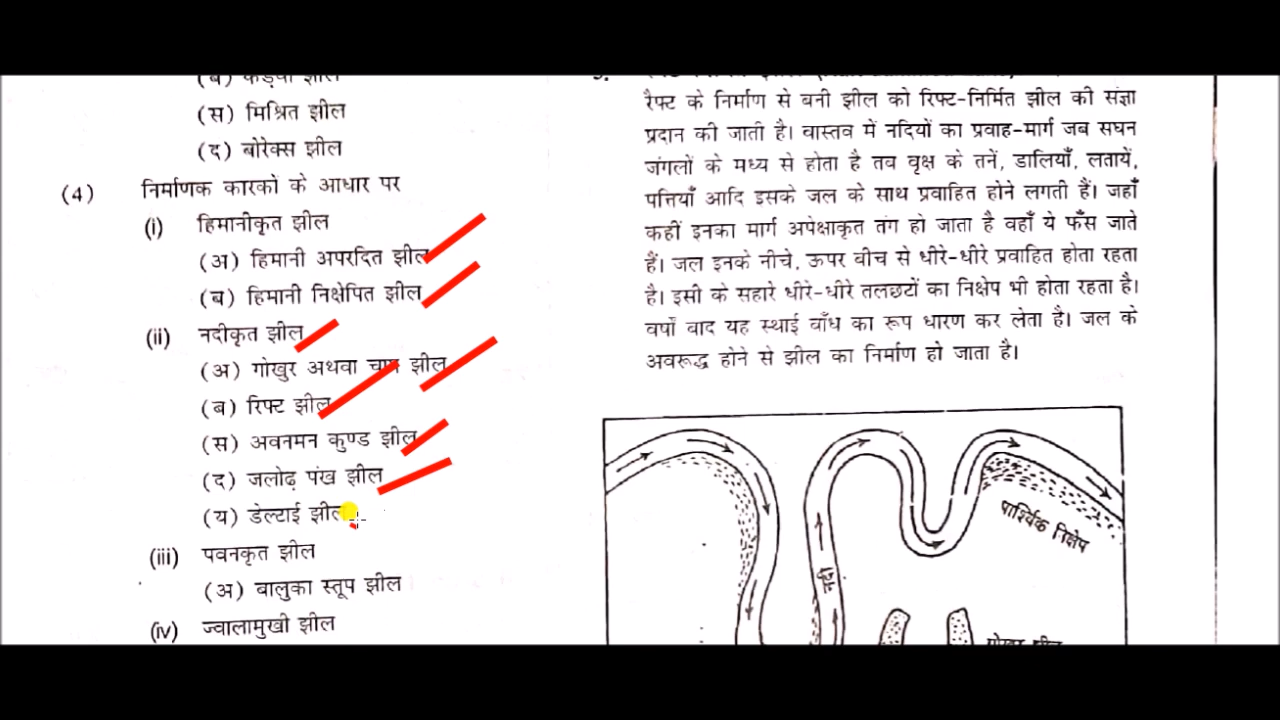 (स) मिश्रित झील
(द) बोरेक्स झील
(4) निर्माणक कारकों के आधार पर
(i) हिमानीकृत झील
(अ) हिमानी अपरदित झील
(ब) हिमानी निक्षेपित झील
(ii) नदीकृत झील
(अ) गोखुर अथवा चाप झील
(ब) रिफ्ट झील
(स) अवनमन कुण्ड झील
(द) जलोढ़ पंख झील
(य) डेल्टाई झील
(iii) पवनकृत झील
(अ) बालुका स्तूप झील
(iv) ज्वालामुखी झील
रैफ्ट के निर्माण से बनी झील को रिफ्ट-निर्मित झील की संज्ञा
प्रदान की जाती है। वास्तव में नदियों का प्रवाह-मार्ग जब सघन
जंगलों के मध्य से होता है तव वृक्ष के तनें, डालियाँ, लतायें,
पत्तियाँ आदि इसके जल के साथ प्रवाहित होने लगती हैं। जहाँ
कहीं इनका मार्ग अपेक्षाकृत तंग हो जाता है वहाँ ये फँस जाते
हैं। जल इनके नीचे, ऊपर वीच से धीरे-धीरे प्रवाहित होता रहता
है। इसी के सहारे धीरे-धीरे तलछटों का निक्षेप भी होता रहता है।
वर्षों वाद यह स्थाई बाँध का रूप धारण कर लेता है। जल के
अवरूद्ध होने से झील का निर्माण हो जाता है।
पार्श्विक निक्षेप
नदी
गोखुर झील